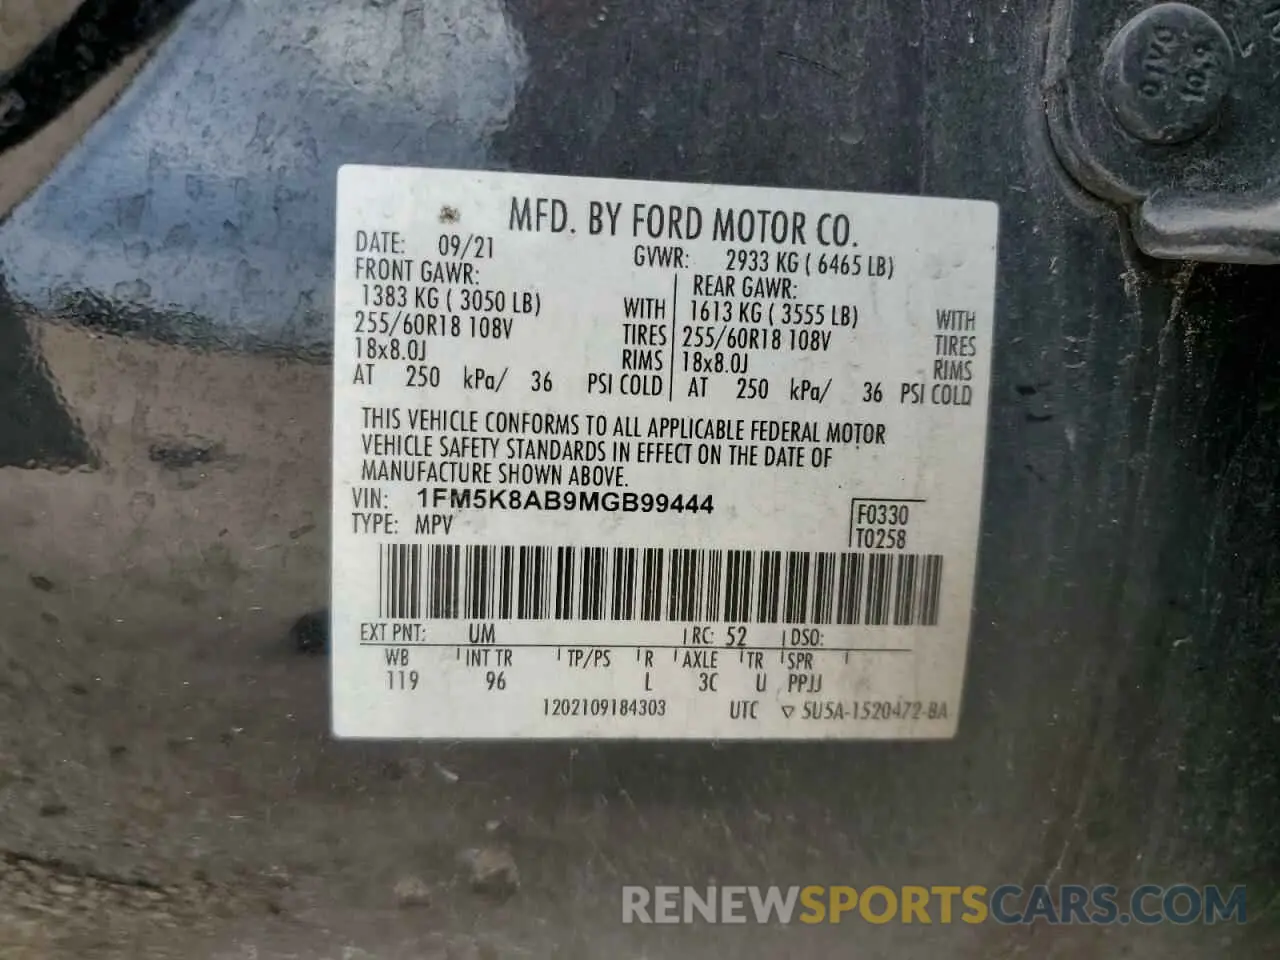 MFD. BY FORD MOTOR CO.
DATE: 09/21 GVWR: 2933 KG ( 6465 LB)
FRONT GAWR: REAR GAWR:
1383 KG ( 3050 LB) WITH 1613 KG ( 3555 LB) WITH
255/60R18 108V TIRES 255/60R18 108V TIRES
18x8.0J RIMS 18x8.0J RIMS
AT 250 kPa/ 36 PSI COLD AT 250 kPa/ 36 PSI COLD
THIS VEHICLE CONFORMS TO ALL APPLICABLE FEDERAL MOTOR
VEHICLE SAFETY STANDARDS IN EFFECT ON THE DATE OF
MANUFACTURE SHOWN ABOVE.
VIN: 1FM5K8AB9MGB99444
TYPE: MPV
F0330
T0258
EXT PNT: UM RC: 52 DSO:
WB INT TR TP/PS R AXLE TR SPR
119 96 L 3C U PPJJ
1202109184303 UTC ▽ 5U5A-1520472-BA
RENEWSPORTSCARS.COM